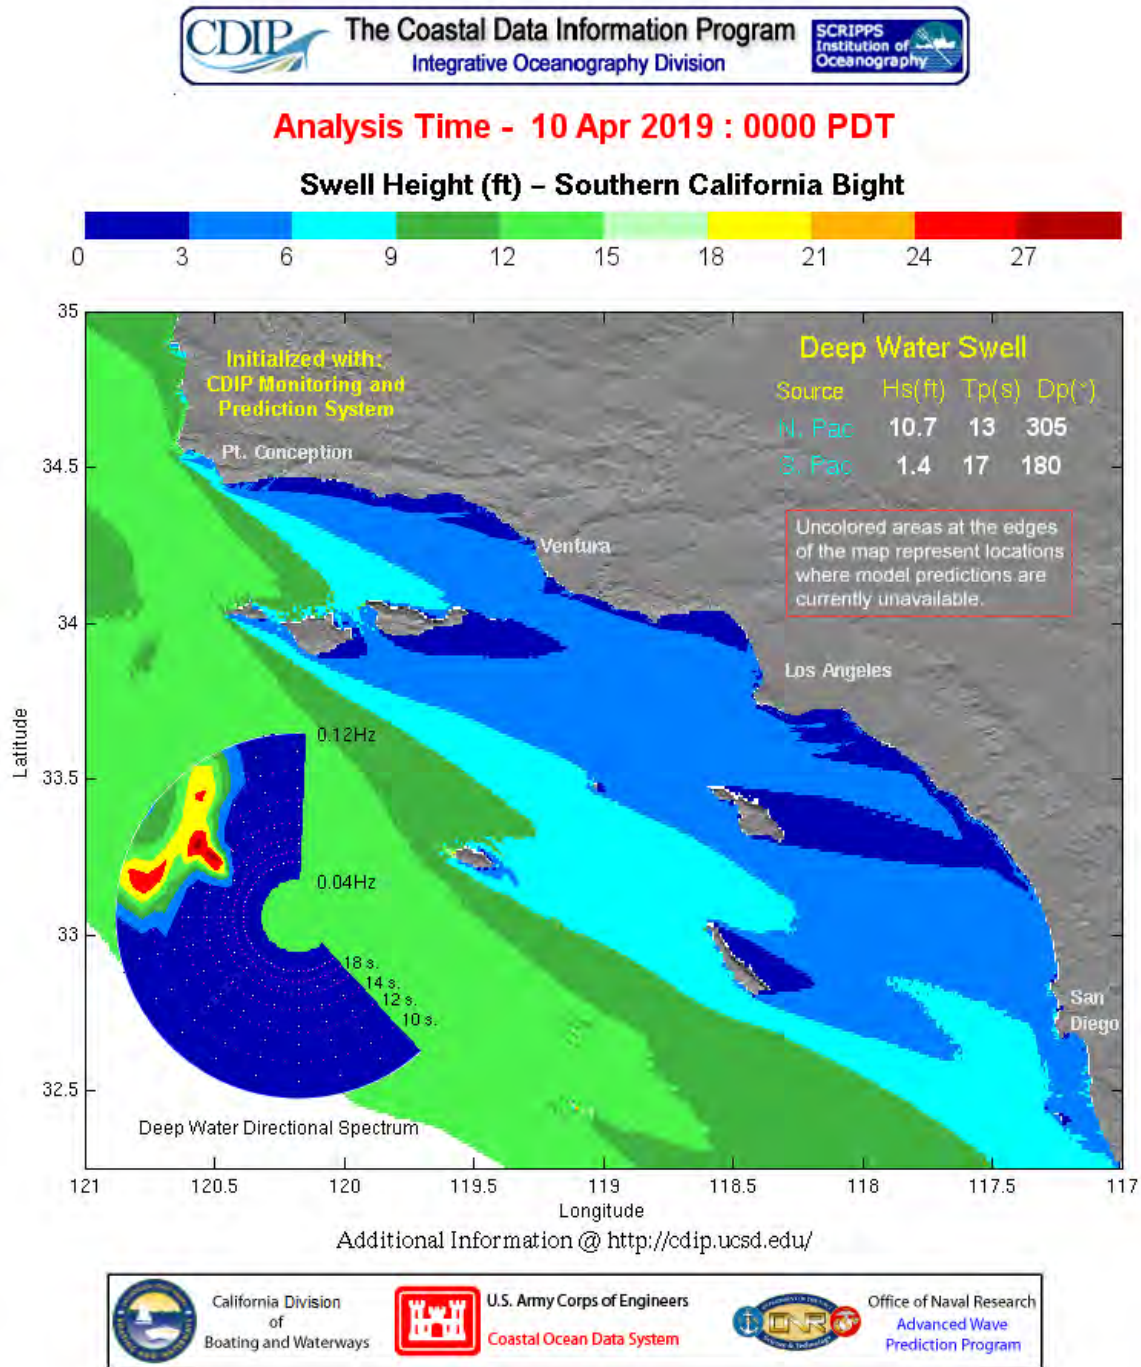 CDIP
The Coastal Data Information Program
Integrative Oceanography Division
SCRIPPS
Institution of
Oceanography
Analysis Time - 10 Apr 2019 : 0000 PDT
Swell Height (ft) – Southern California Bight
0 3 6 9 12 15 18 21 24 27
35
34.5
34
33.5
33
32.5
Latitude
Initialized with:
CDIP Monitoring and
Prediction System
Pt. Conception
Deep Water Swell
Source Hs(ft) Tp(s) Dp(°)
N. Pac 10.7 13 305
S. Pac 1.4 17 180
Uncolored areas at the edges
of the map represent locations
where model predictions are
currently unavailable.
Ventura
Los Angeles
San
Diego
0.12Hz
0.04Hz
18 s.
14 s.
12 s.
10 s.
Deep Water Directional Spectrum
121 120.5 120 119.5 119 118.5 118 117.5 117
Longitude
Additional Information @ http://cdip.ucsd.edu/
California Division
of
Boating and Waterways
U.S. Army Corps of Engineers
Coastal Ocean Data System
ONR
Office of Naval Research
Advanced Wave
Prediction Program